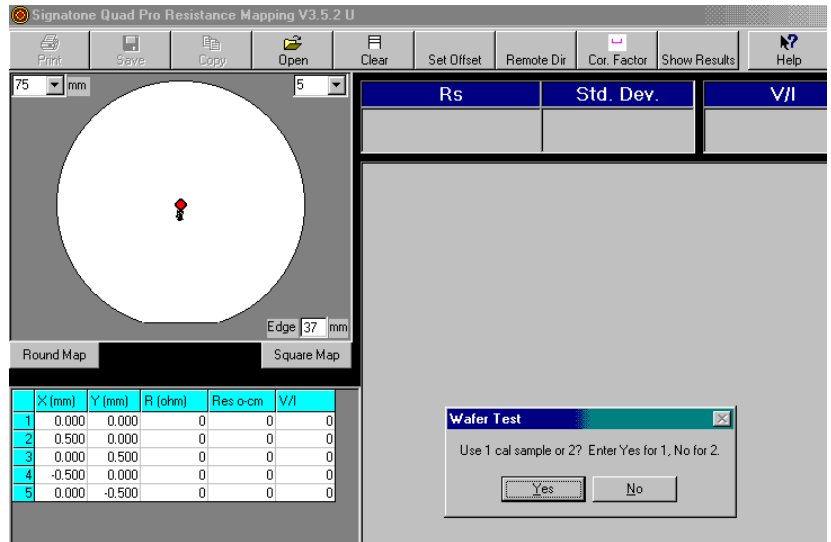 Signatone Quad Pro Resistance Mapping V3.5.2 U
Print Save Copy Open Clear Set Offset Remote Dir Cor. Factor Show Results Help
75 mm 5
Rs Std. Dev. V/I
Edge 37 mm
Round Map Square Map
X (mm) Y (mm) R (ohm) Res o-cm V/I
1 0.000 0.000 0 0 0
2 0.500 0.000 0 0 0
3 0.000 0.500 0 0 0
4 -0.500 0.000 0 0 0
5 0.000 -0.500 0 0 0
Wafer Test
Use 1 cal sample or 2? Enter Yes for 1, No for 2.
Yes No